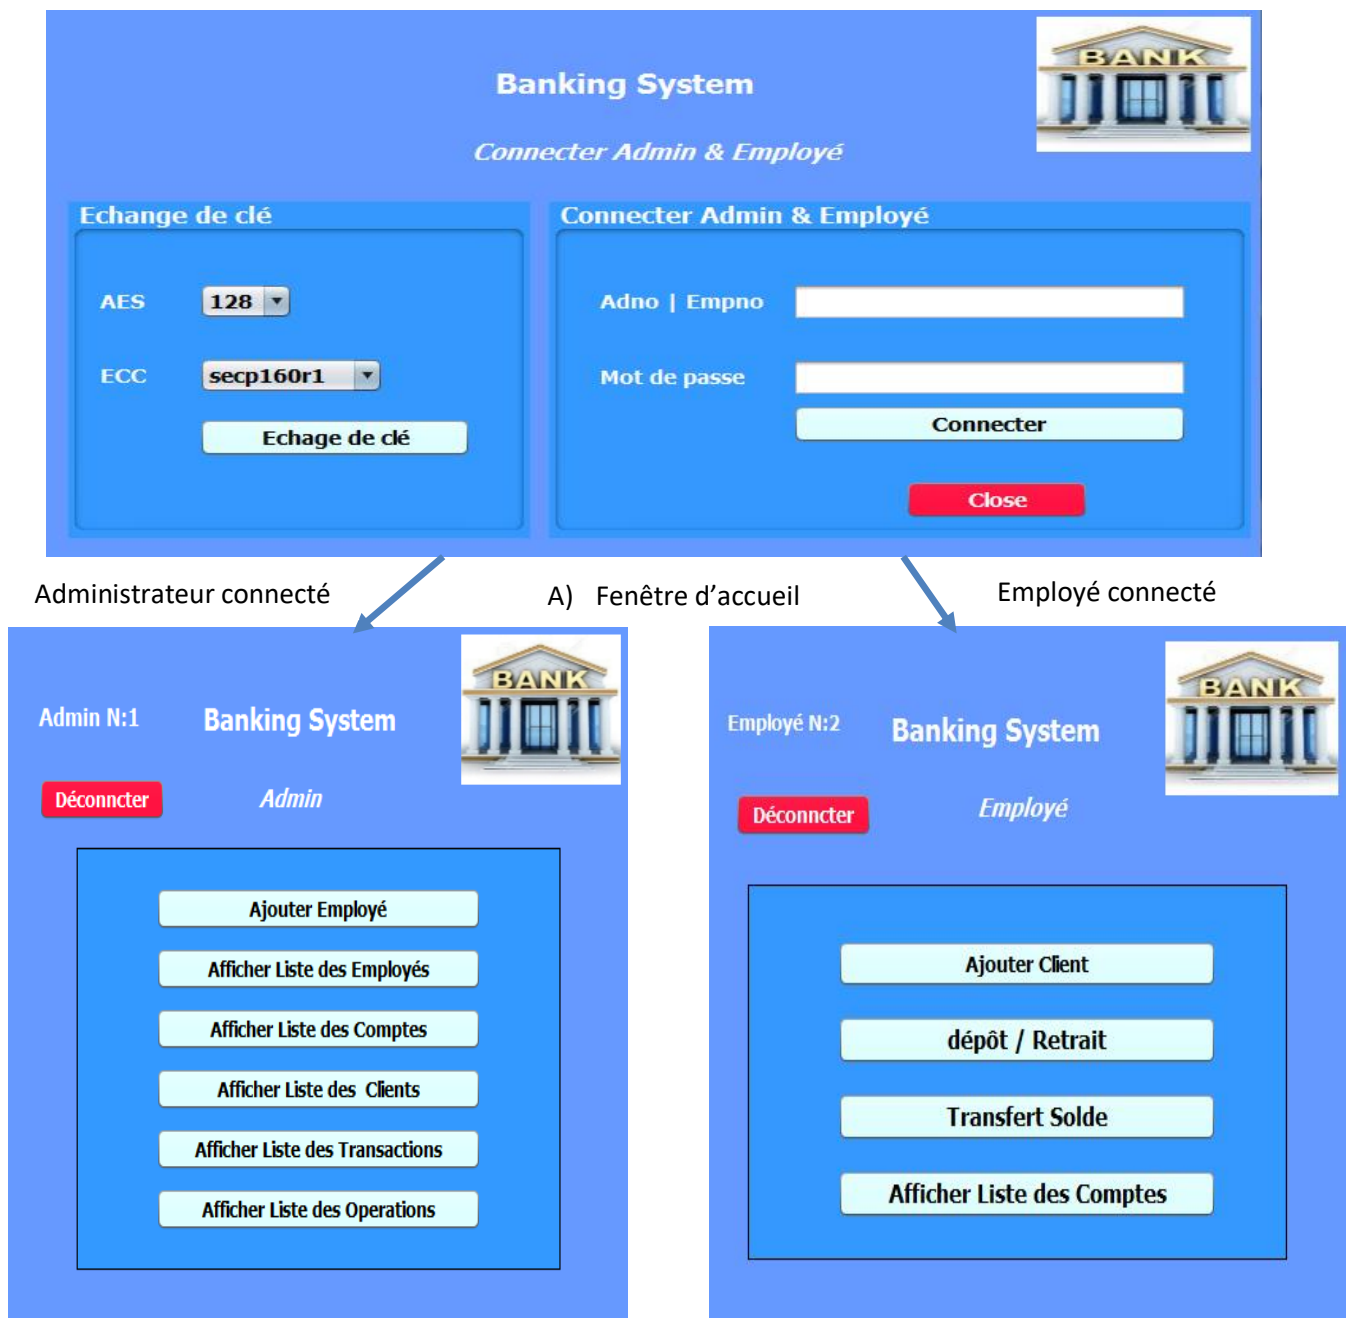 BANK
Banking System
Connecter Admin & Employé
Echange de clé
AES
128
ECC
secp160r1
Echage de clé
Connecter Admin & Employé
Adno | Empno
Mot de passe
Connecter
Close
Administrateur connecté
A) Fenêtre d’accueil
Employé connecté
BANK
Admin N:1
Banking System
Déconncter
Admin
Ajouter Employé
Afficher Liste des Employés
Afficher Liste des Comptes
Afficher Liste des Clients
Afficher Liste des Transactions
Afficher Liste des Operations
BANK
Employé N:2
Banking System
Déconncter
Employé
Ajouter Client
dépôt / Retrait
Transfert Solde
Afficher Liste des Comptes